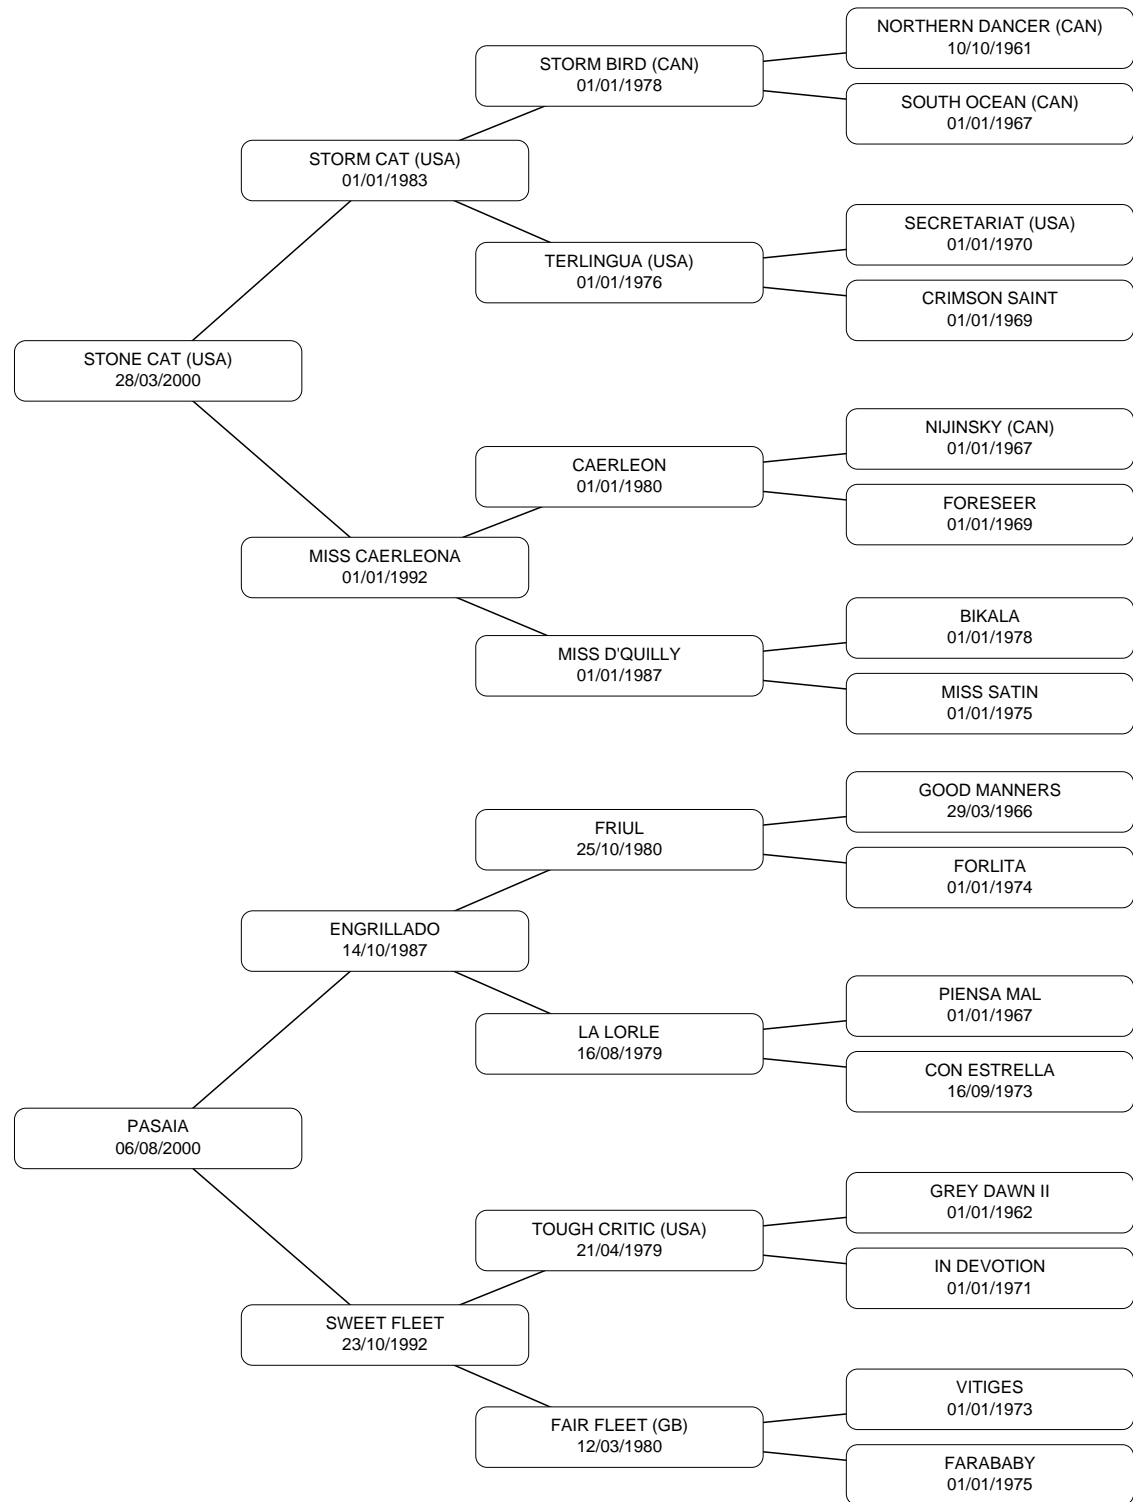 NORTHERN DANCER (CAN)
10/10/1961
STORM BIRD (CAN)
01/01/1978
SOUTH OCEAN (CAN)
01/01/1967
STORM CAT (USA)
01/01/1983
SECRETARIAT (USA)
01/01/1970
TERLINGUA (USA)
01/01/1976
CRIMSON SAINT
01/01/1969
STONE CAT (USA)
28/03/2000
NIJINSKY (CAN)
01/01/1967
CAERLEON
01/01/1980
FORESEER
01/01/1969
MISS CAERLEONA
01/01/1992
BIKALA
01/01/1978
MISS D'QUILLY
01/01/1987
MISS SATIN
01/01/1975
GOOD MANNERS
29/03/1966
FRIUL
25/10/1980
FORLITA
01/01/1974
ENGRILLADO
14/10/1987
PIENSA MAL
01/01/1967
LA LORLE
16/08/1979
CON ESTRELLA
16/09/1973
PASAIA
06/08/2000
GREY DAWN II
01/01/1962
TOUGH CRITIC (USA)
21/04/1979
IN DEVOTION
01/01/1971
SWEET FLEET
23/10/1992
VITIGES
01/01/1973
FAIR FLEET (GB)
12/03/1980
FARABABY
01/01/1975